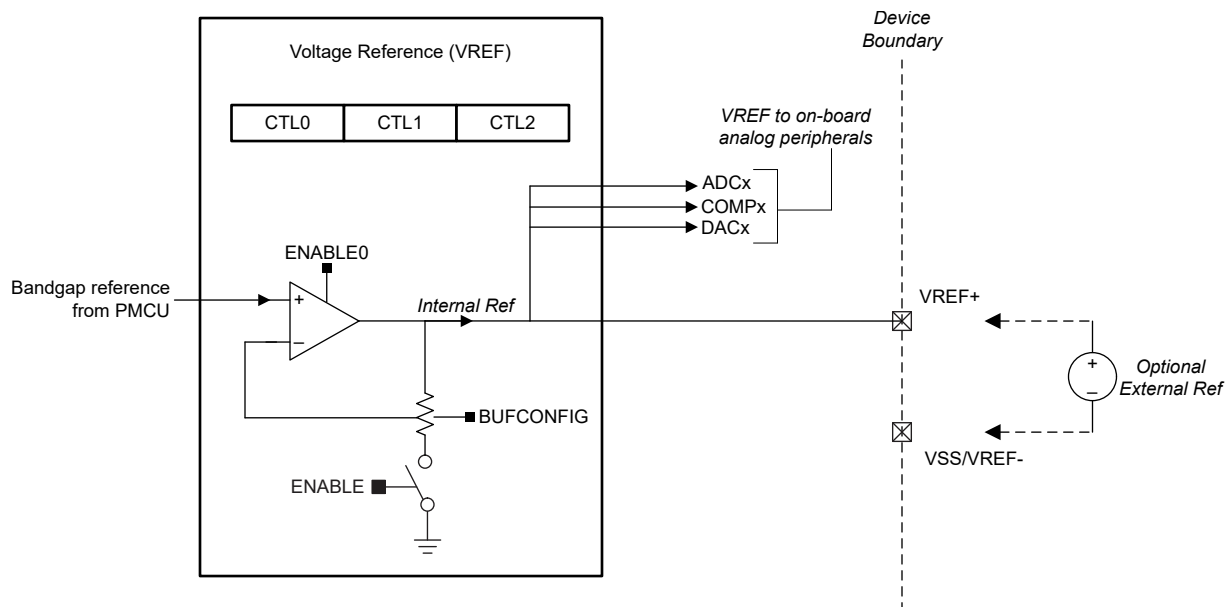 Device
Boundary
Voltage Reference (VREF)
CTL0 CTL1 CTL2
VREF to on-board
analog peripherals
ADCx
COMPx
DACx
ENABLE0
Bandgap reference
from PMCU
+
−
Internal Ref
VREF+
+
−
Optional
External Ref
BUFCONFIG
VSS/VREF-
ENABLE